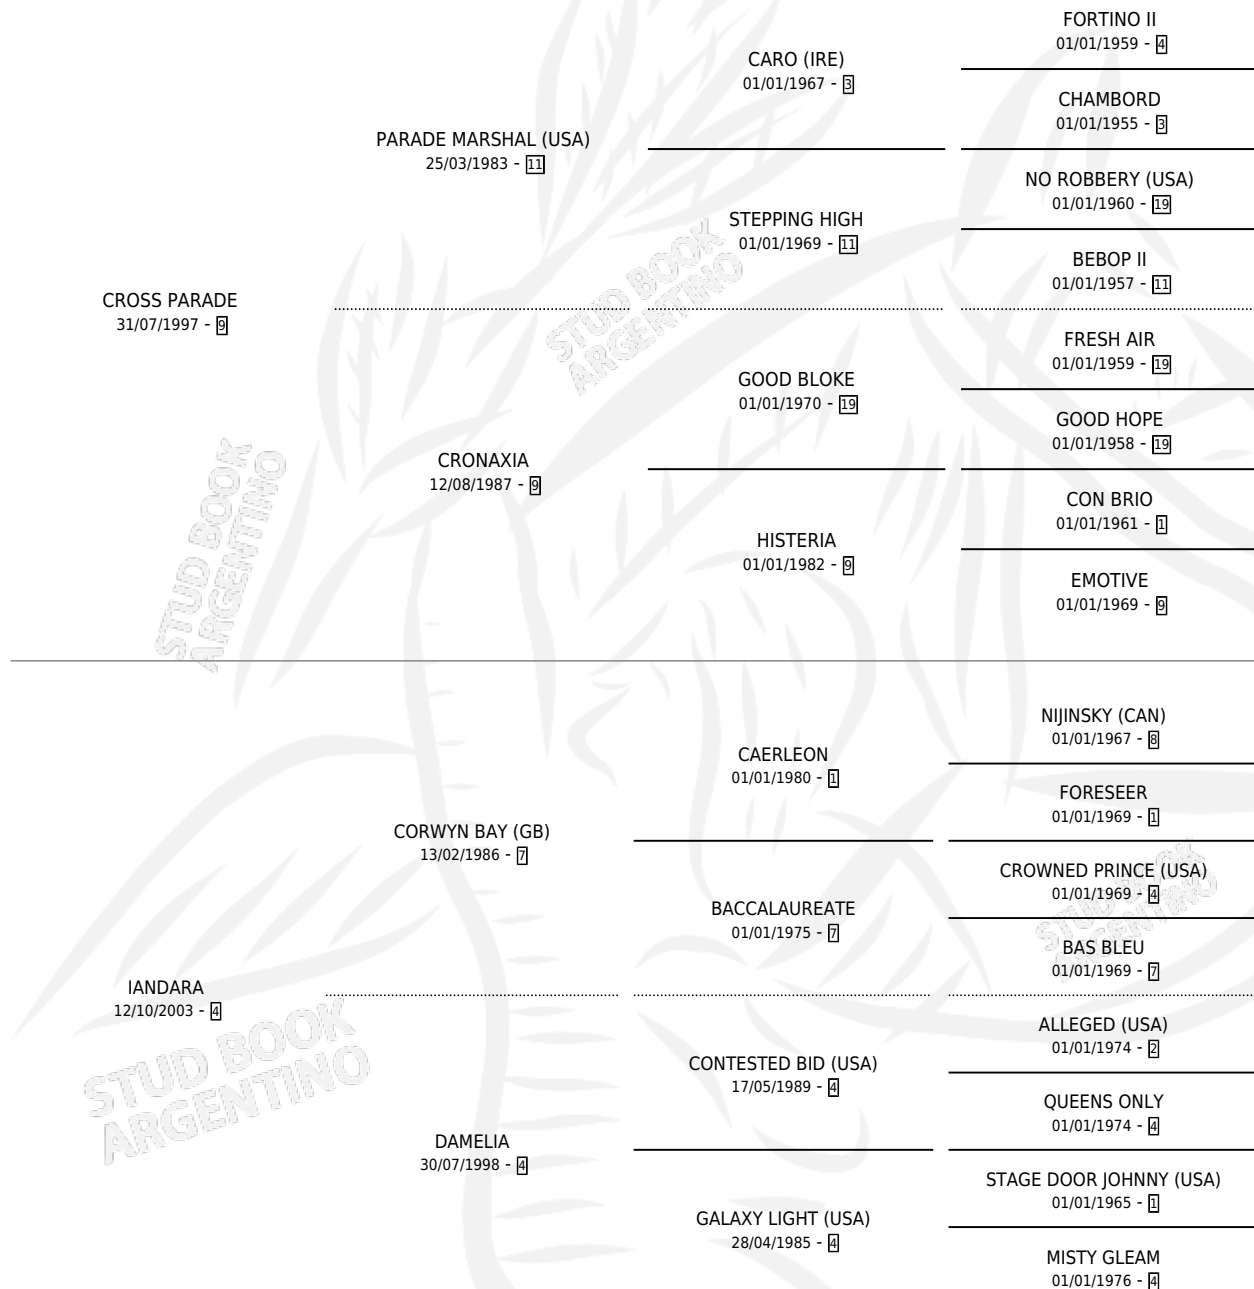 FORTINO II
01/01/1959 - 4
CARO (IRE)
01/01/1967 - 3
CHAMBORD
01/01/1955 - 3
PARADE MARSHAL (USA)
25/03/1983 - 11
NO ROBBERY (USA)
01/01/1960 - 19
STEPPING HIGH
01/01/1969 - 11
BEBOP II
01/01/1957 - 11
CROSS PARADE
31/07/1997 - 9
FRESH AIR
01/01/1959 - 19
GOOD BLOKE
01/01/1970 - 19
GOOD HOPE
01/01/1958 - 19
CRONAXIA
12/08/1987 - 9
CON BRIO
01/01/1961 - 1
HISTERIA
01/01/1982 - 9
EMOTIVE
01/01/1969 - 9
NIJINSKY (CAN)
01/01/1967 - 8
CAERLEON
01/01/1980 - 1
FORESEER
01/01/1969 - 1
CORWYN BAY (GB)
13/02/1986 - 7
CROWNED PRINCE (USA)
01/01/1969 - 4
BACCALAUREATE
01/01/1975 - 7
BAS BLEU
01/01/1969 - 7
IANDARA
12/10/2003 - 4
ALLEGED (USA)
01/01/1974 - 2
CONTESTED BID (USA)
17/05/1989 - 4
QUEENS ONLY
01/01/1974 - 4
DAMELIA
30/07/1998 - 4
STAGE DOOR JOHNNY (USA)
01/01/1965 - 1
GALAXY LIGHT (USA)
28/04/1985 - 4
MISTY GLEAM
01/01/1976 - 4
STUD BOOK
ARGENTINO
STUD BOOK
ARGENTINO
STUD BOOK
ARGENTINO
STUD BOOK
ARGENTINO